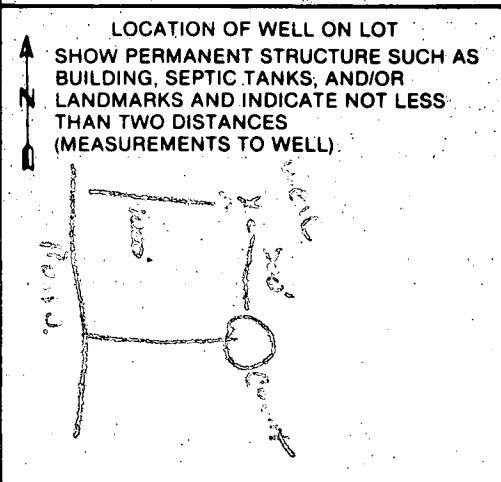 LOCATION OF WELL ON LOT
SHOW PERMANENT STRUCTURE SUCH AS
BUILDING, SEPTIC TANKS, AND/OR
LANDMARKS AND INDICATE NOT LESS
THAN TWO DISTANCES
(MEASUREMENTS TO WELL)
N